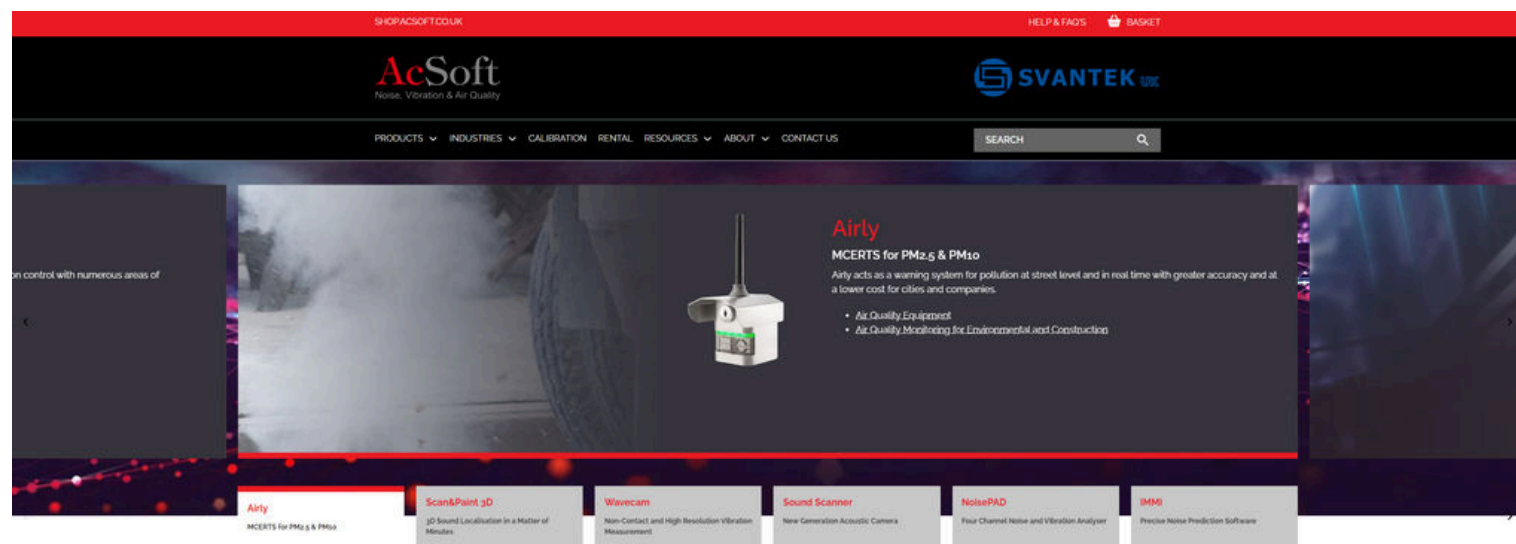 SHOP.ACSOFT.CO.UK
HELP & FAQ'S
BASKET
AcSoft
Noise, Vibration & Air Quality
SVANTEK UK
PRODUCTS
INDUSTRIES
CALIBRATION
RENTAL
RESOURCES
ABOUT
CONTACT US
SEARCH
on control with numerous areas of
Airly
MCERTS for PM2.5 & PM10
Airly acts as a warning system for pollution at street level and in real time with greater accuracy and at
a lower cost for cities and companies.
• Air Quality Equipment
• Air Quality Monitoring for Environmental and Construction
Airly
MCERTS for PM2.5 & PM10
Scan&Paint 3D
3D Sound Localisation in a Matter of
Minutes
Wavecam
Non-Contact and High Resolution Vibration
Measurement
Sound Scanner
New Generation Acoustic Camera
NoisePAD
Four Channel Noise and Vibration Analyser
IMMI
Precise Noise Prediction Software